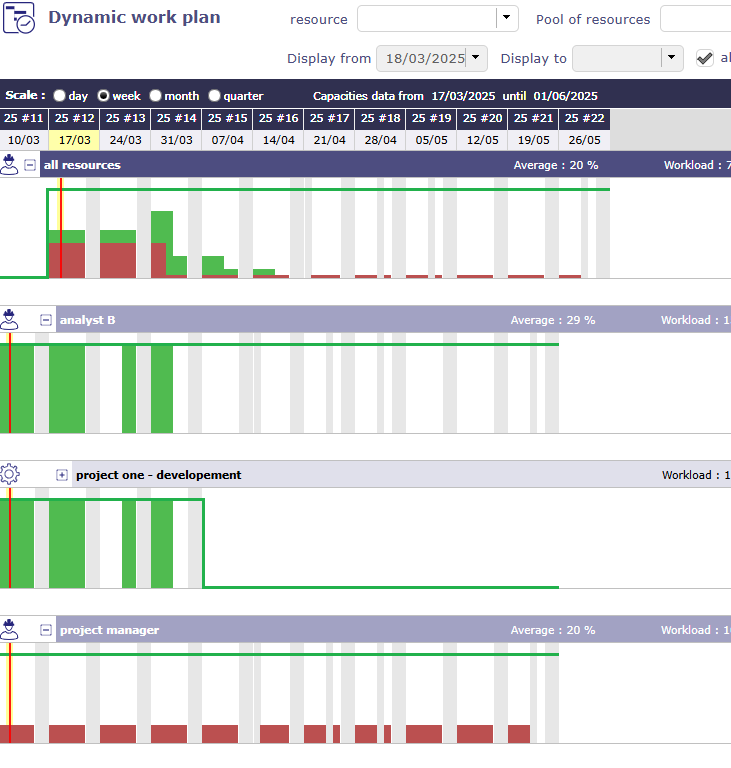 Dynamic work plan resource Pool of resources
Display from 18/03/2025 Display to al
Scale : day week month quarter Capacities data from 17/03/2025 until 01/06/2025
25 #11 25 #12 25 #13 25 #14 25 #15 25 #16 25 #17 25 #18 25 #19 25 #20 25 #21 25 #22
10/03 17/03 24/03 31/03 07/04 14/04 21/04 28/04 05/05 12/05 19/05 26/05
all resources Average : 20 % Workload : 7
analyst B Average : 29 % Workload : 1
project one - developement Workload : 1
project manager Average : 20 % Workload : 1